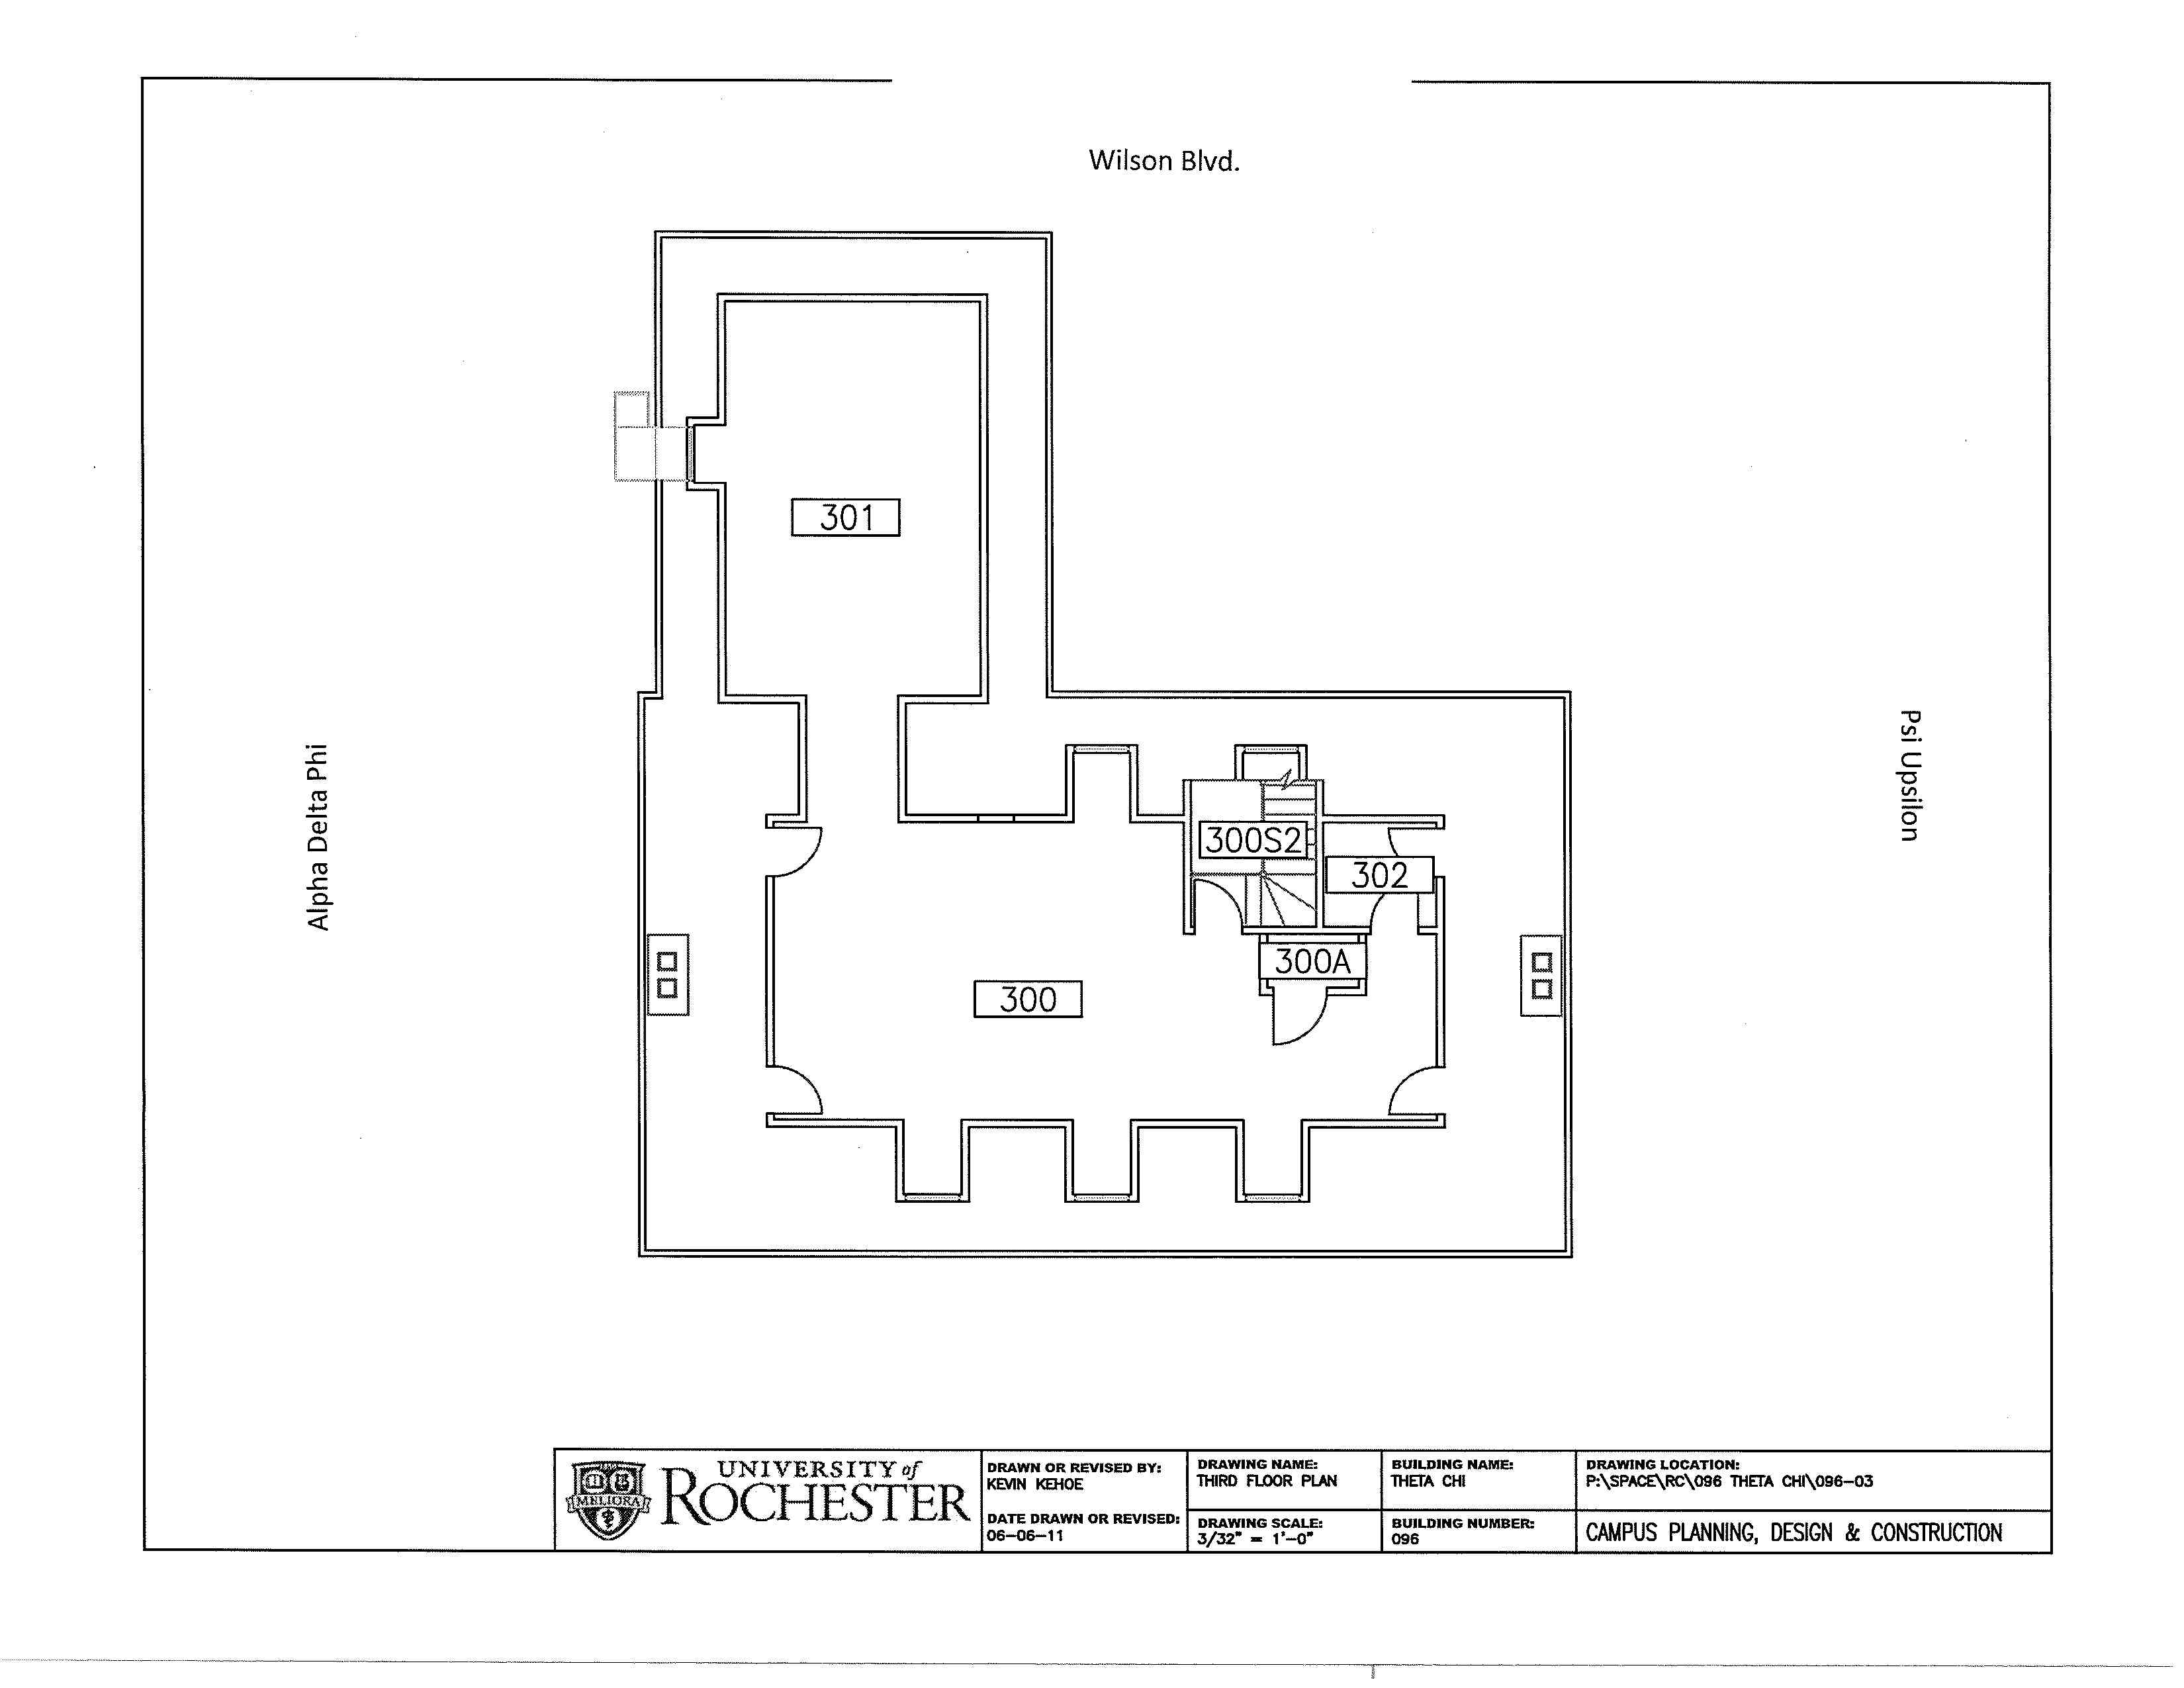 Wilson Blvd.
301
Alpha Delta Phi
Psi Upsilon
300S2
302
300A
300
MELIORA
UNIVERSITY of
ROCHESTER
DRAWN OR REVISED BY:
KEVIN KEHOE
DATE DRAWN OR REVISED:
06-06-11
DRAWING NAME:
THIRD FLOOR PLAN
DRAWING SCALE:
3/32" = 1'-0"
BUILDING NAME:
THETA CHI
BUILDING NUMBER:
096
DRAWING LOCATION:
P:\SPACE\RC\096 THETA CHI\096-03
CAMPUS PLANNING, DESIGN & CONSTRUCTION